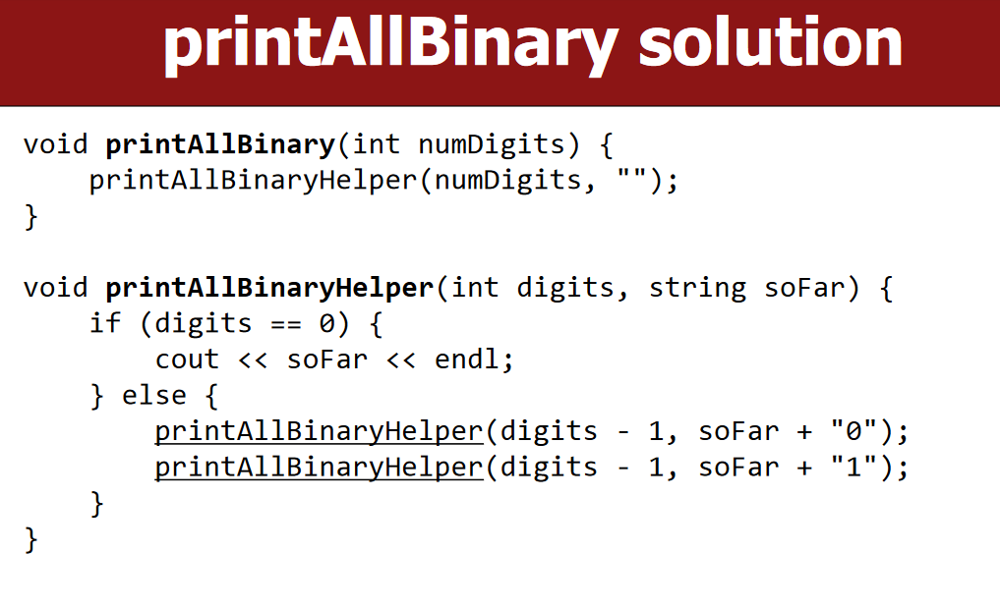 printAllBinary solution
void printAllBinary(int numDigits) {
    printAllBinaryHelper(numDigits, "");
}

void printAllBinaryHelper(int digits, string soFar) {
    if (digits == 0) {
        cout << soFar << endl;
    } else {
        printAllBinaryHelper(digits - 1, soFar + "0");
        printAllBinaryHelper(digits - 1, soFar + "1");
    }
}